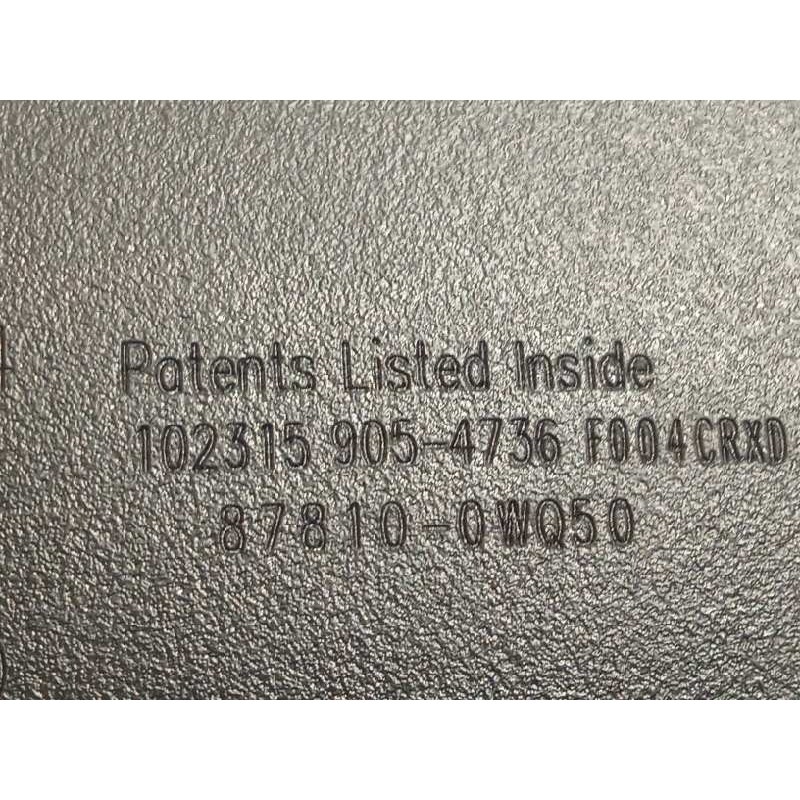 Patents Listed Inside
102315 905-4736 F004CRXD
87810-0WQ50